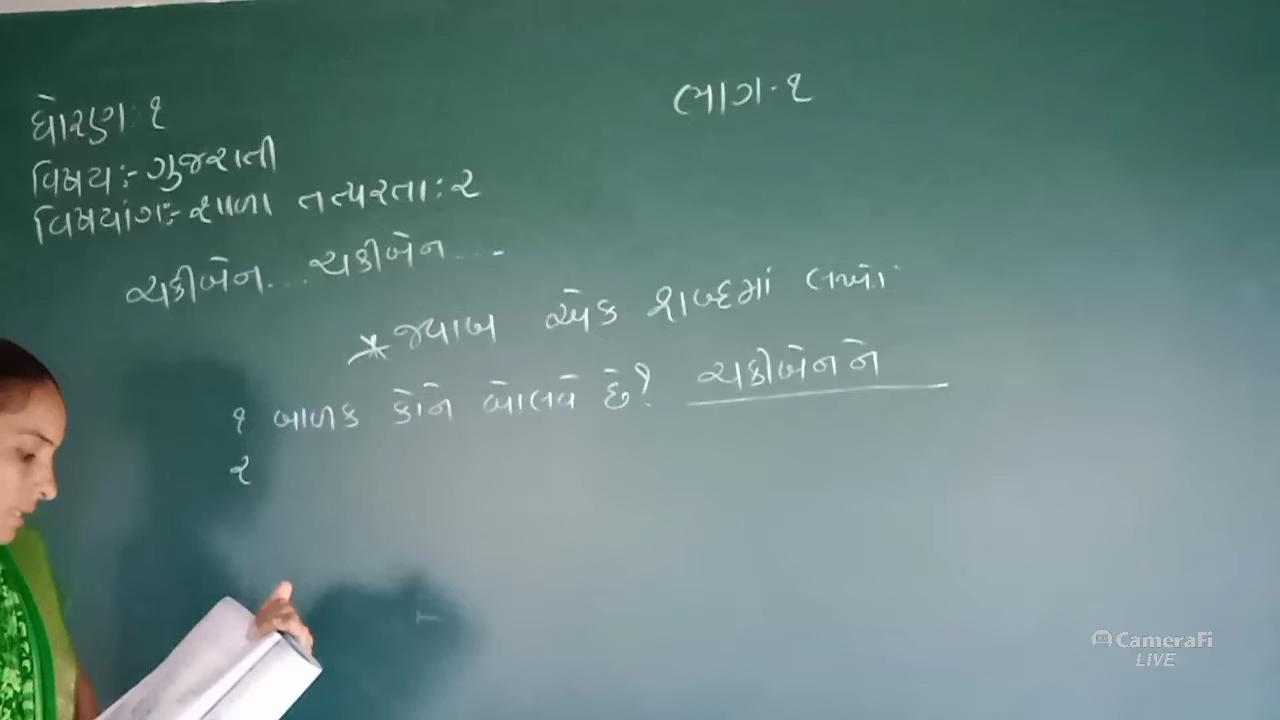 ધોરણ:૧
ભાગ-૧
વિષય:- ગુજરાતી
વિષયાંગ:- શાળા તત્પરતા:૨
ચકીબેન... ચકીબેન....
* જવાબ એક શબ્દમાં લખો
૧ બાળક કોને બોલાવે છે? ચકીબેનને
૨
CameraFi
LIVE